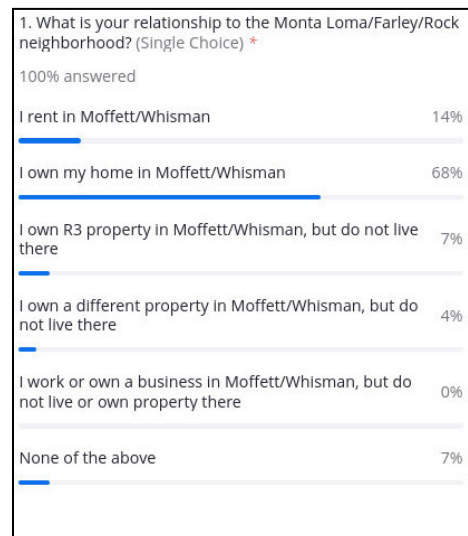 1. What is your relationship to the Monta Loma/Farley/Rock
neighborhood? (Single Choice) *
100% answered
I rent in Moffett/Whisman 14%
I own my home in Moffett/Whisman 68%
I own R3 property in Moffett/Whisman, but do not live
there 7%
I own a different property in Moffett/Whisman, but do
not live there 4%
I work or own a business in Moffett/Whisman, but do
not live or own property there 0%
None of the above 7%